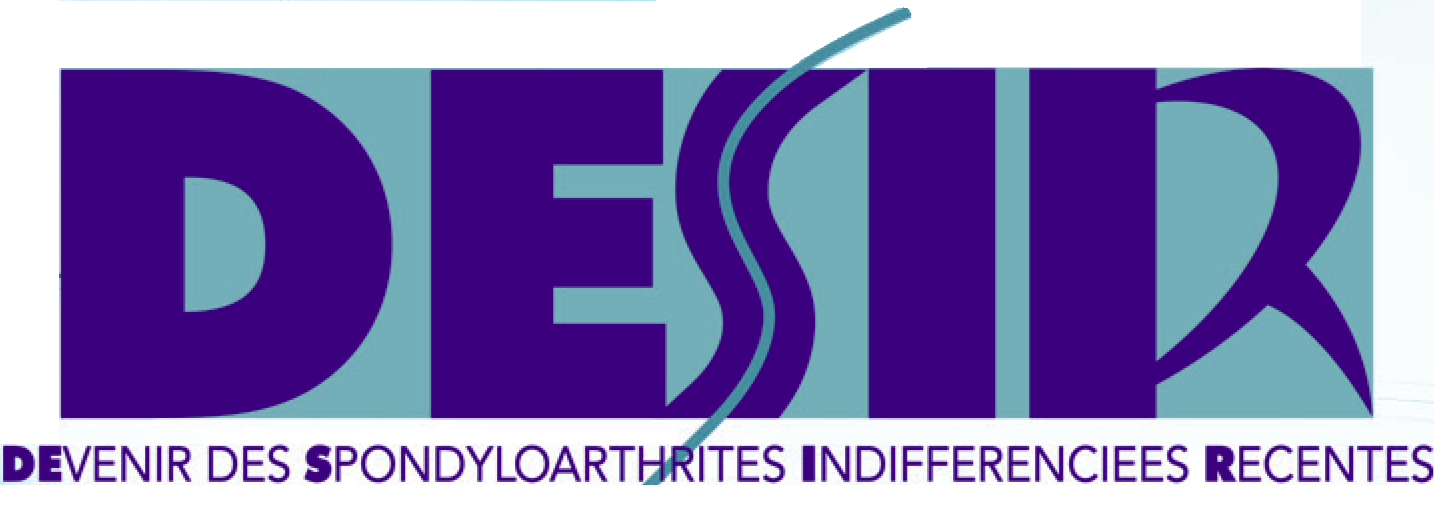 DESIR
DEVENIR DES SPONDYLOARTHRITES INDIFFERENCIEES RECENTES